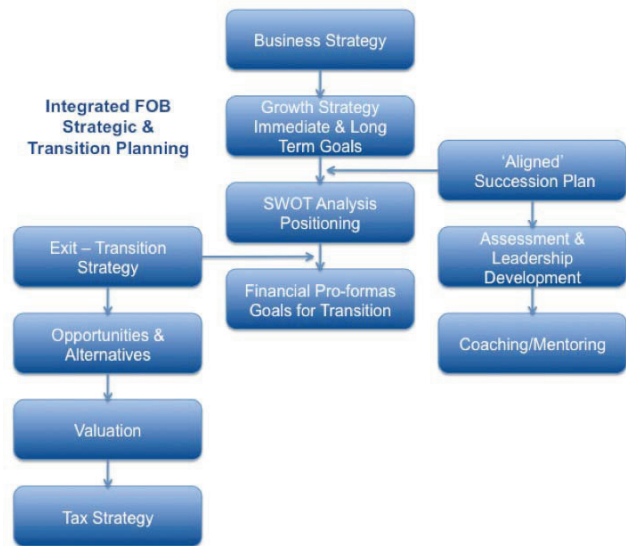 Business Strategy
Integrated FOB
Strategic &
Transition Planning
Growth Strategy
Immediate & Long
Term Goals
'Aligned'
Succession Plan
SWOT Analysis
Positioning
Exit – Transition
Strategy
Assessment &
Leadership
Development
Financial Pro-formas
Goals for Transition
Opportunities &
Alternatives
Coaching/Mentoring
Valuation
Tax Strategy